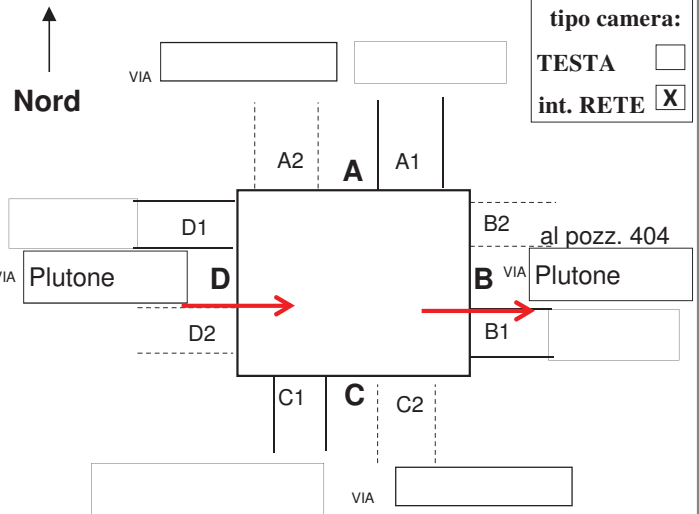 tipo camera:
TESTA
int. RETE X
Nord
VIA
A2
A
A1
D1
B2
al pozz. 404
VIA Plutone
D
B
VIA Plutone
D2
B1
C1
C
C2
VIA